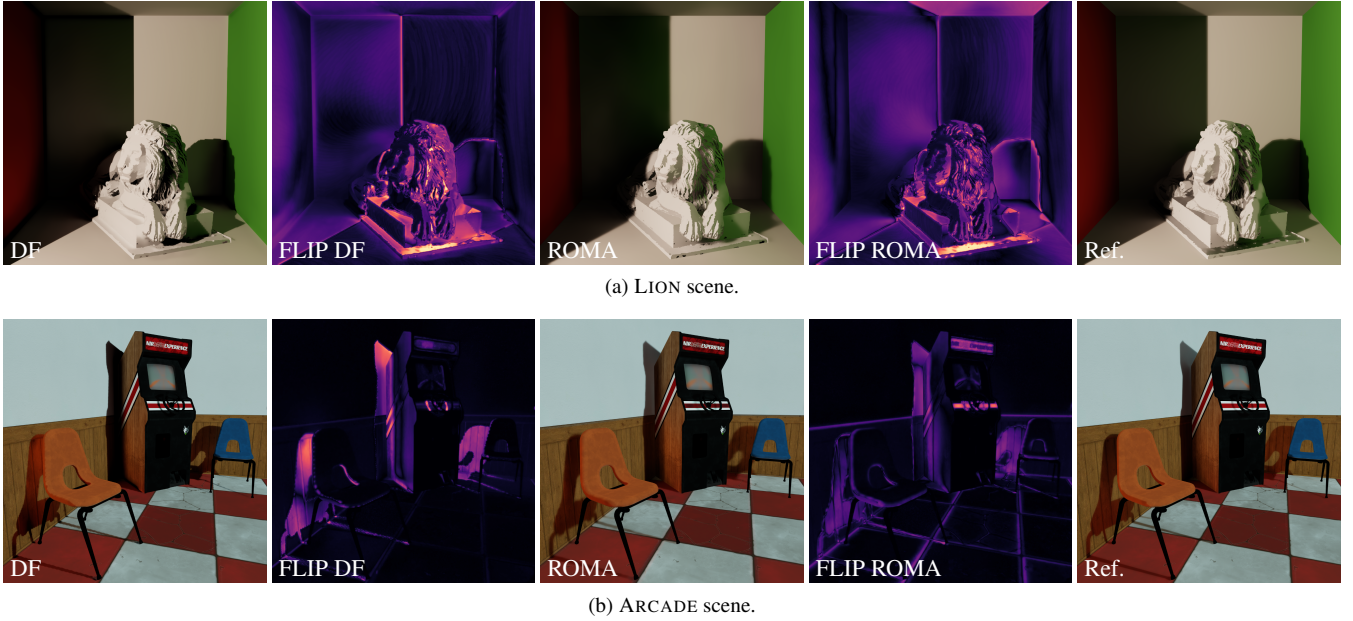 DF
FLIP DF
ROMA
FLIP ROMA
Ref.
(a) LION scene.
DF
FLIP DF
ROMA
FLIP ROMA
Ref.
(b) ARCADE scene.